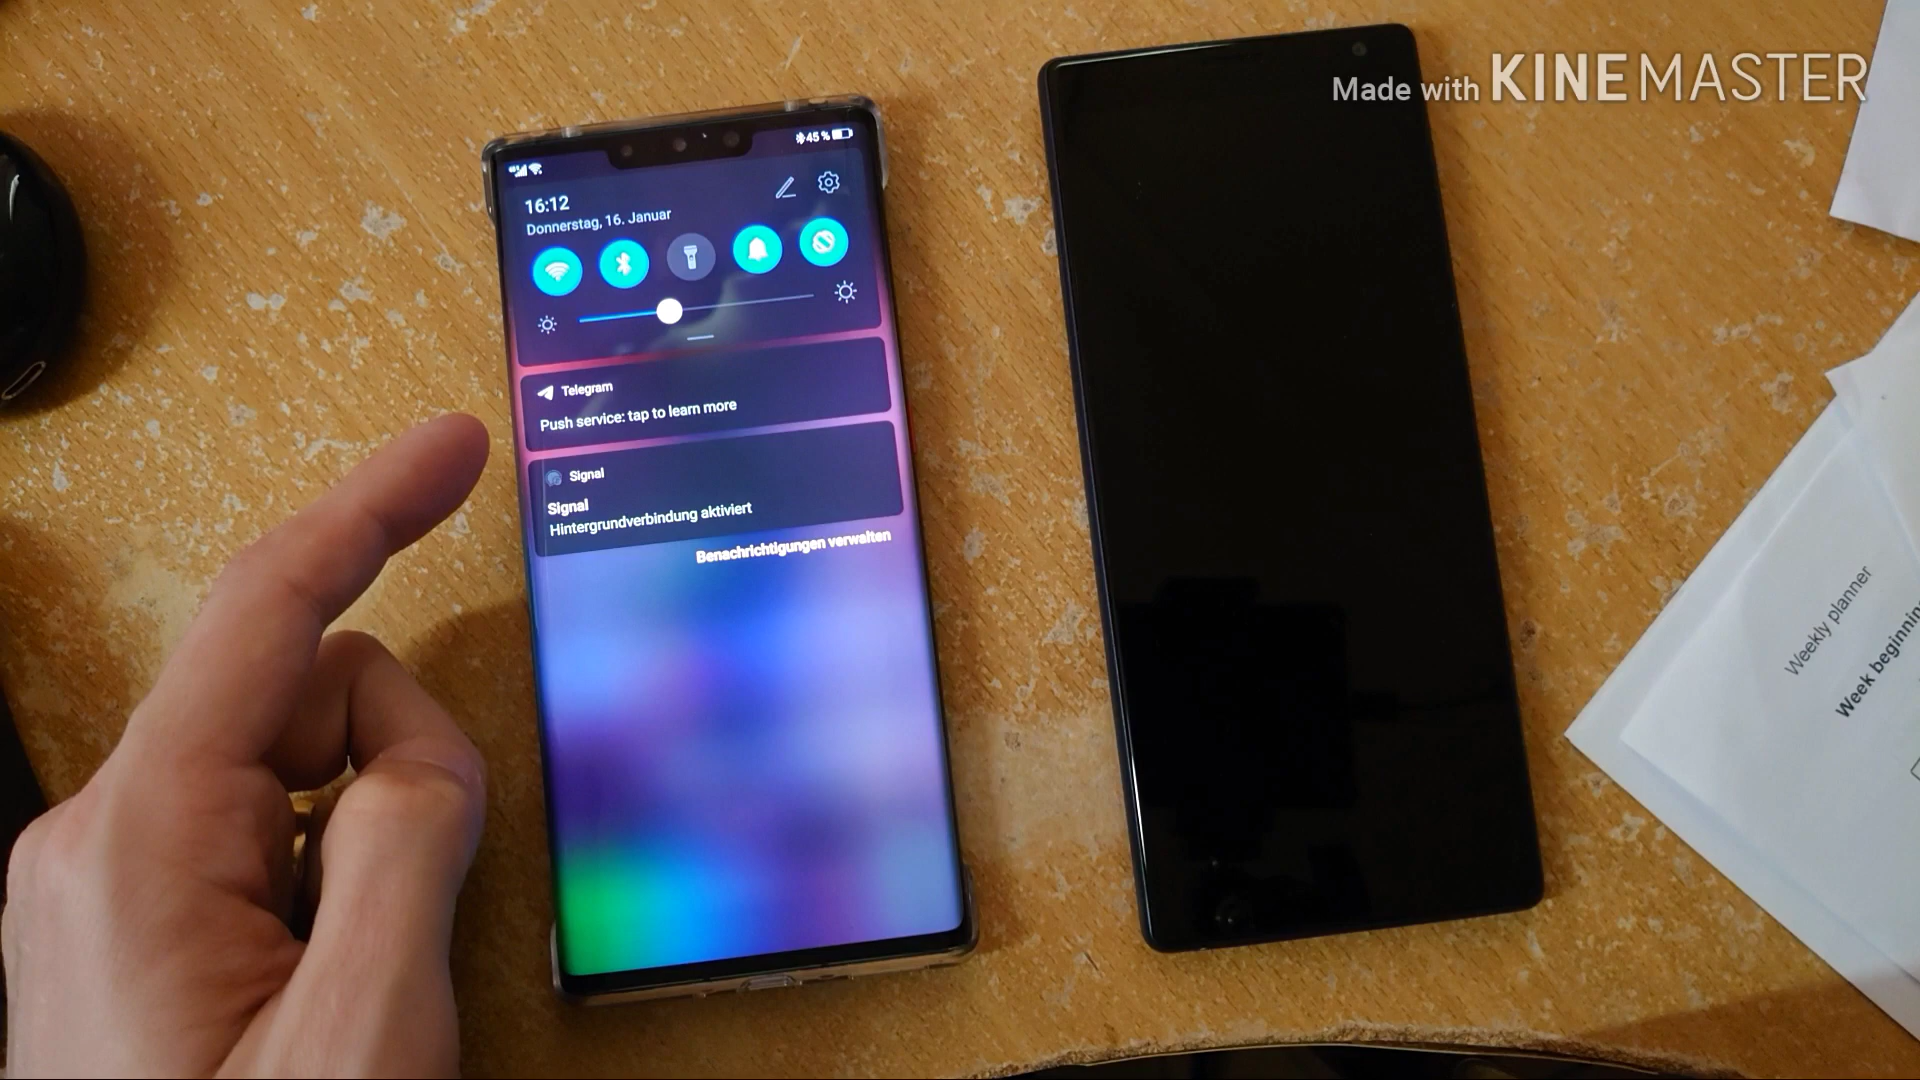 Made with KINEMASTER
45 %
16:12
Donnerstag, 16. Januar
Telegram
Push service: tap to learn more
Signal
Signal
Hintergrundverbindung aktiviert
Benachrichtigungen verwalten
Weekly planner
Week beginnin